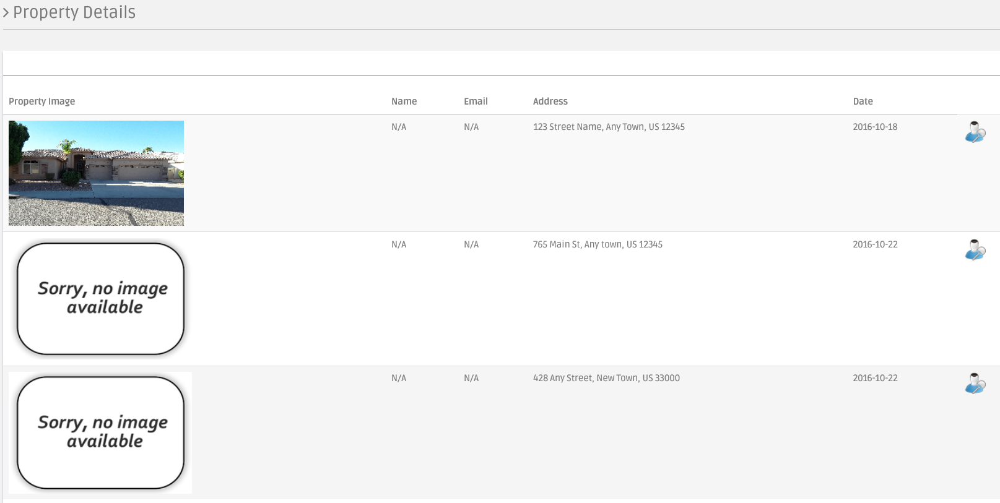 Property Details
Property Image Name Email Address Date
N/A N/A 123 Street Name, Any Town, US 12345 2016-10-18
N/A N/A 765 Main St, Any town, US 12345 2016-10-22
Sorry, no image
available
N/A N/A 428 Any Street, New Town, US 33000 2016-10-22
Sorry, no image
available